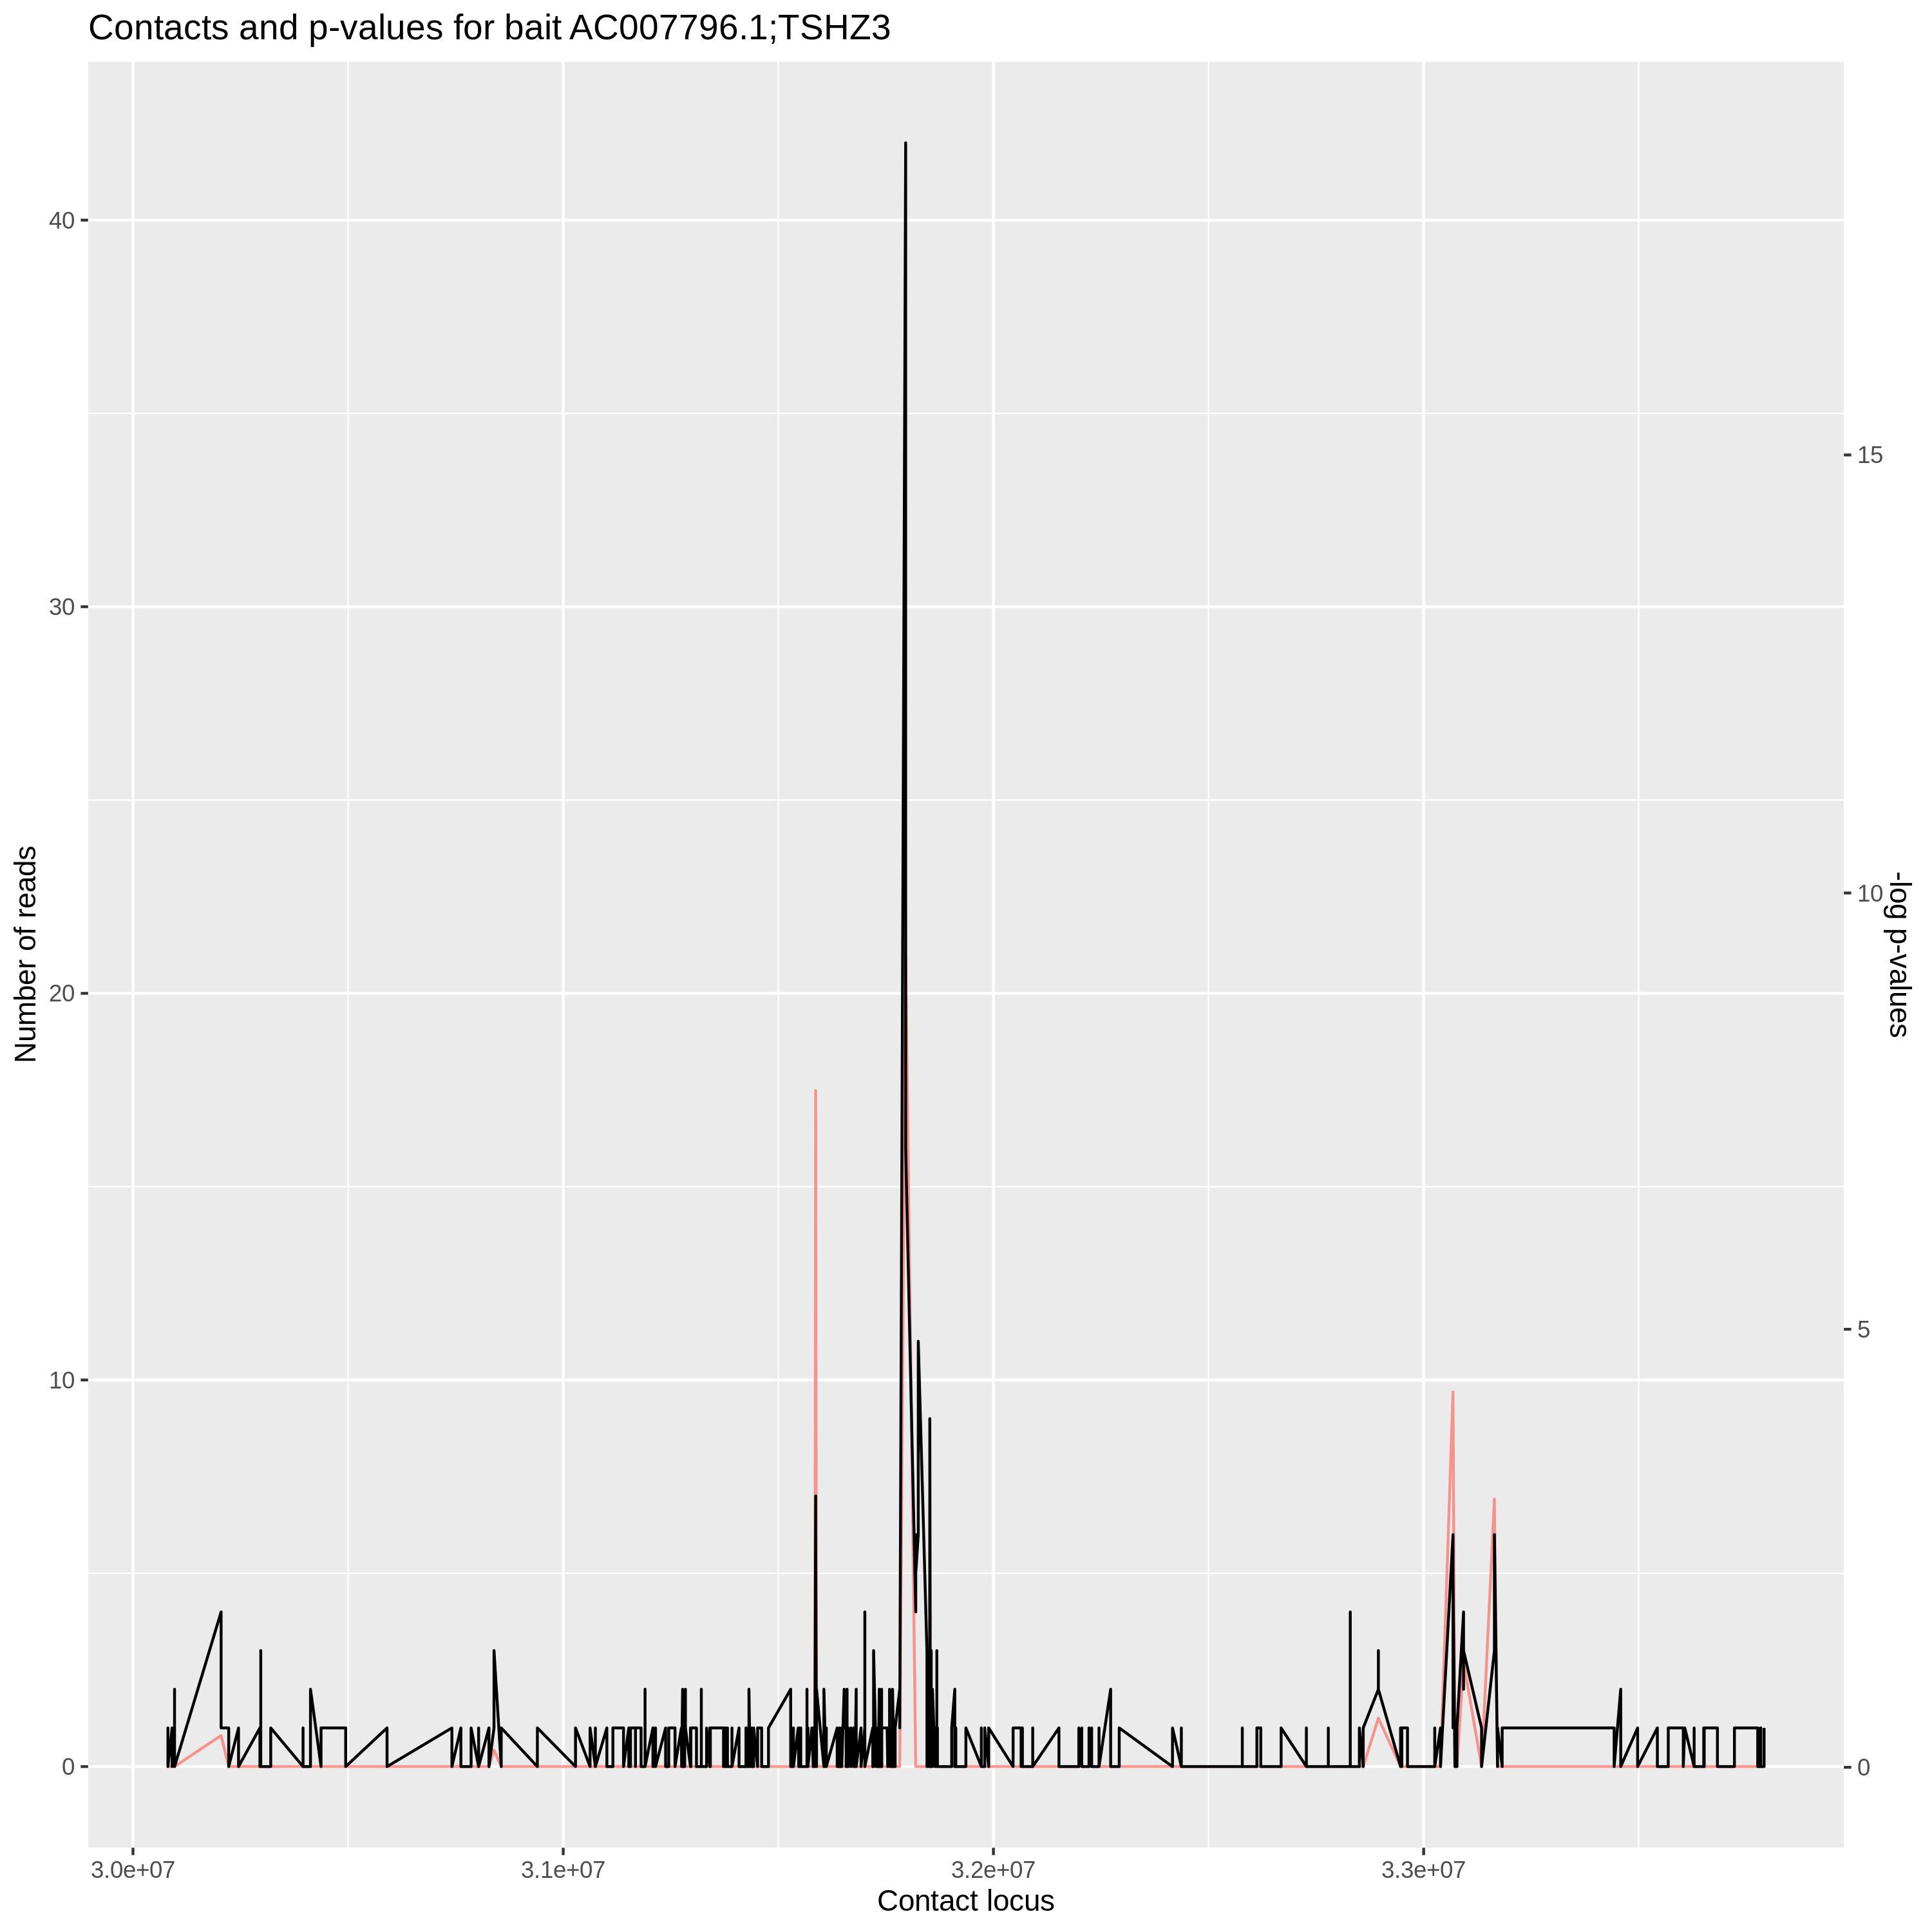 Contacts and p-values for bait AC007796.1;TSHZ3
40
30
20
10
0
Number of reads
15
10
5
0
-log p-values
3.0e+07
3.1e+07
3.2e+07
3.3e+07
Contact locus